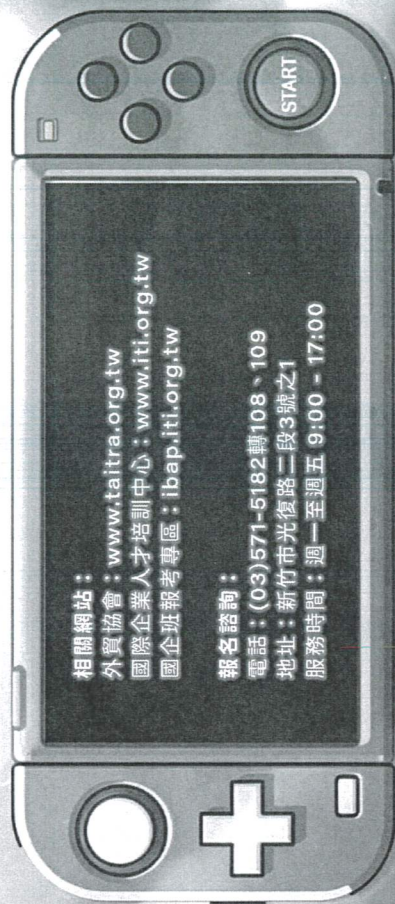 相關網站：
外貿協會：www.taitra.org.tw
國際企業人才培訓中心：www.iti.org.tw
國企班報考專區：ibap.iti.org.tw
報名諮詢：
電話：(03)571-5182轉108、109
地址：新竹市光復路二段3號之1
服務時間：週一至週五 9:00 - 17:00
START